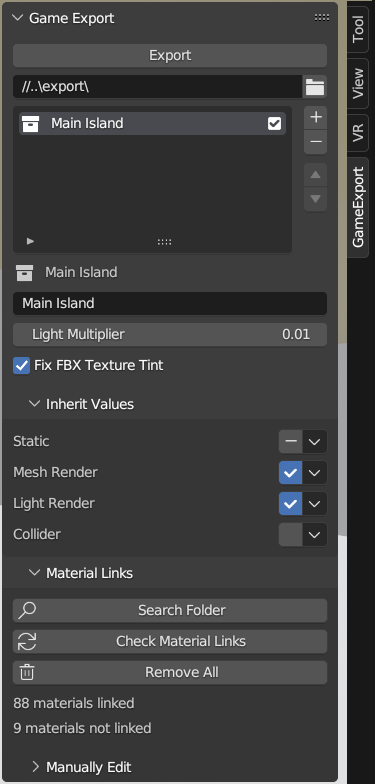 Game Export
Export
//..\export\
Main Island
Main Island
Main Island
Light Multiplier 0.01
Fix FBX Texture Tint
Inherit Values
Static
Mesh Render
Light Render
Collider
Material Links
Search Folder
Check Material Links
Remove All
88 materials linked
9 materials not linked
Manually Edit
Tool
View
VR
GameExport